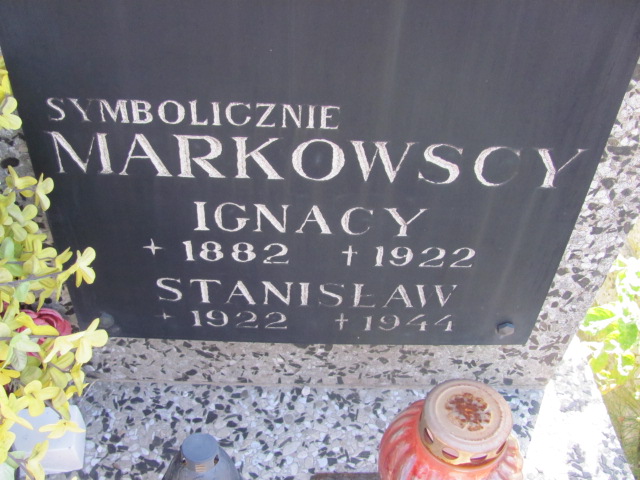 SYMBOLICZNIE
MARKOWSCY
IGNACY
+ 1882 † 1922
STANISŁAW
+ 1922 † 1944